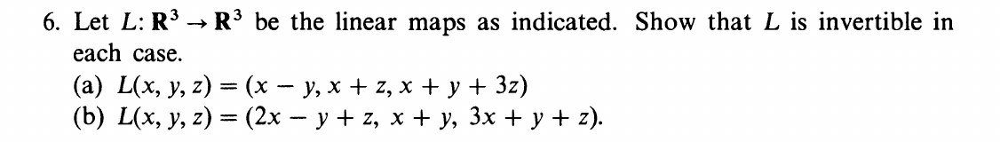 6. Let L: R³ → R³ be the linear maps as indicated. Show that L is invertible in
each case.
(a) L(x, y, z) = (x − y, x + z, x + y + 3z)
(b) L(x, y, z) = (2x − y + z, x + y, 3x + y + z).